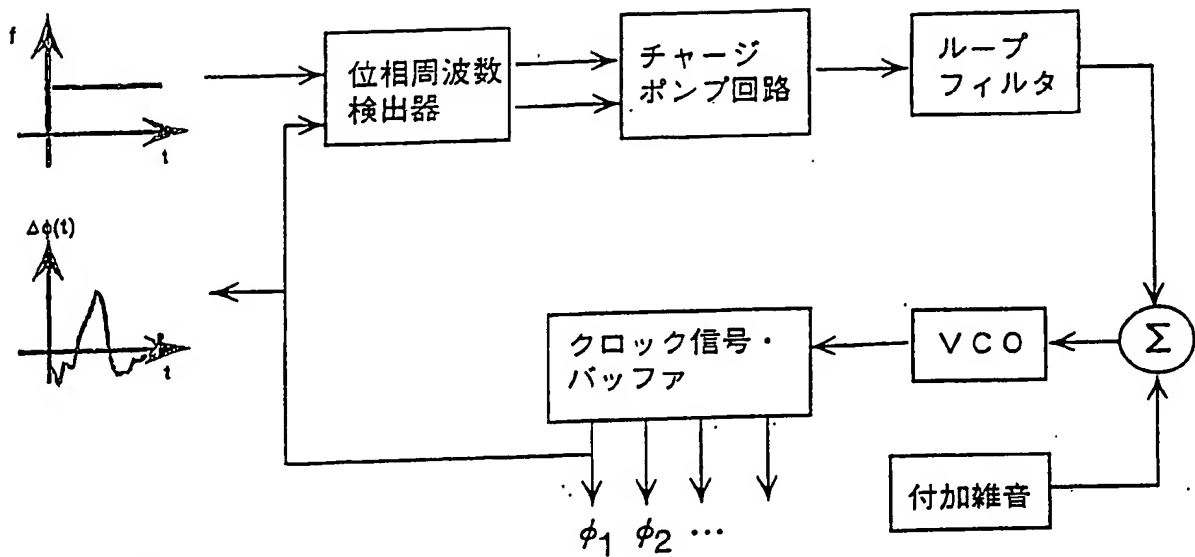 f
t
位相周波数
検出器
チャージ
ポンプ回路
ループ
フィルタ
Δϕ(t)
t
クロック信号・
バッファ
VCO
Σ
付加雑音
ϕ1 ϕ2 …